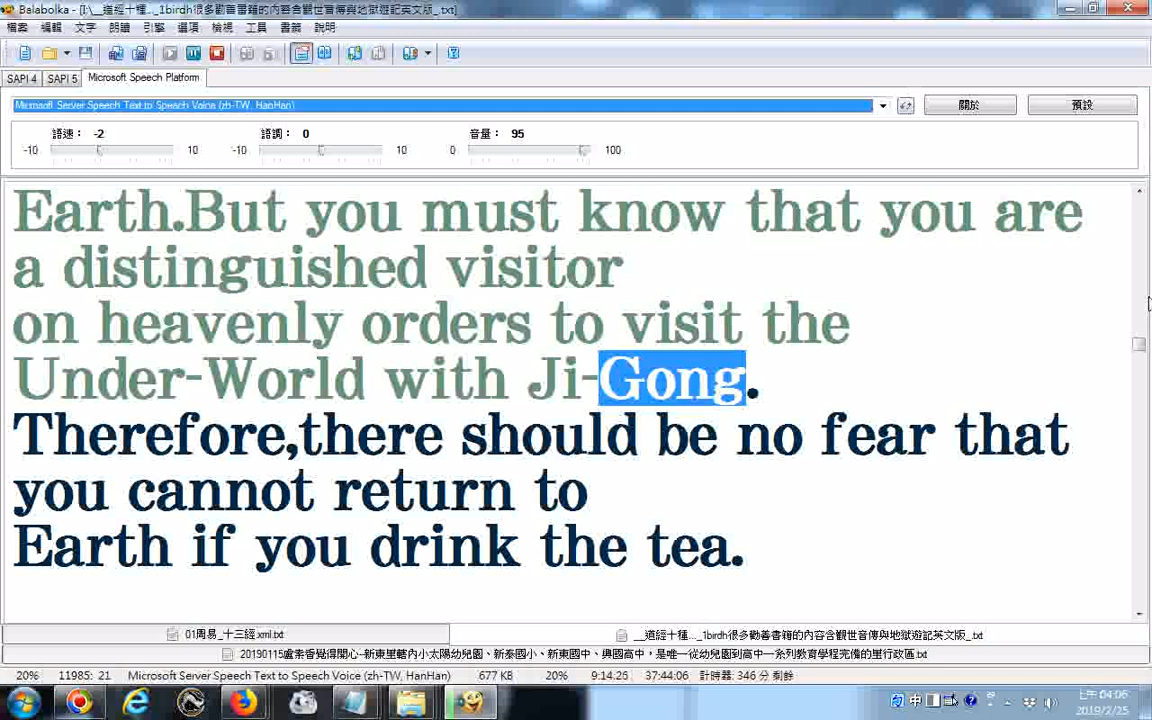 Balabolka - [I:\__道經十種..._1birdh很多勸善書籍的內容含觀世音傳與地獄遊記英文版_.txt]
檔案 編輯 文字 朗讀 引擎 選項 檢視 工具 書籤 說明
SAPI 4 SAPI 5 Microsoft Speech Platform
Microsoft Server Speech Text to Speech Voice (zh-TW, HanHan)
關於 預設
語速： -2 語調： 0 音量： 95
-10 10 -10 10 0 100
Earth.But you must know that you are
a distinguished visitor
on heavenly orders to visit the
Under-World with Ji-Gong.
Therefore,there should be no fear that
you cannot return to
Earth if you drink the tea.
01周易_十三經.xml.txt __道經十種..._1birdh很多勸善書籍的內容含觀世音傳與地獄遊記英文版_.txt
20190115盧素香覺得開心-新東里轄內小太陽幼兒園、新泰國小、新東國中、興國高中，是唯一從幼兒園到高中一系列教育學程完備的里行政區.txt
20% 11985: 21 Microsoft Server Speech Text to Speech Voice (zh-TW, HanHan) 677 KB 20% 9:14:25 37:44:06 計時器: 346 分 剩餘
中 上午 04:06
2019/2/25